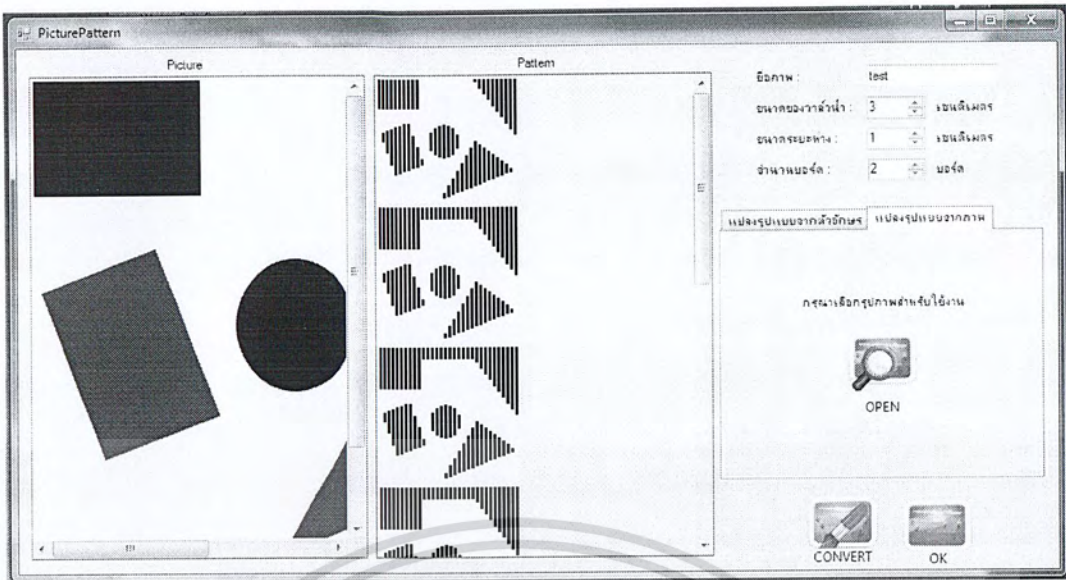 PicturePattern
Picture
Pattern
ชื่อภาพ : test
ขนาดของวาล์วน้ำ : 3 เซนติเมตร
ขนาดระยะห่าง : 1 เซนติเมตร
จำนวนบอร์ด : 2 บอร์ด
แปลงรูปแบบจากตัวอักษร แปลงรูปแบบจากภาพ
กรุณาเลือกรูปภาพสำหรับใช้งาน
OPEN
CONVERT OK